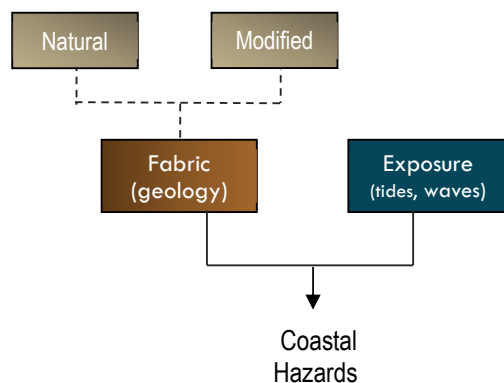 Natural
Modified
Fabric
(geology)
Exposure
(tides, waves)
Coastal
Hazards